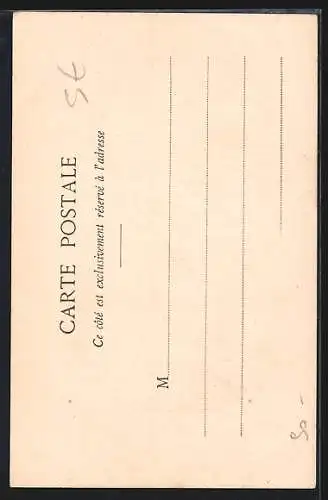 CARTE POSTALE
Ce côté est exclusivement réservé à l'adresse
M